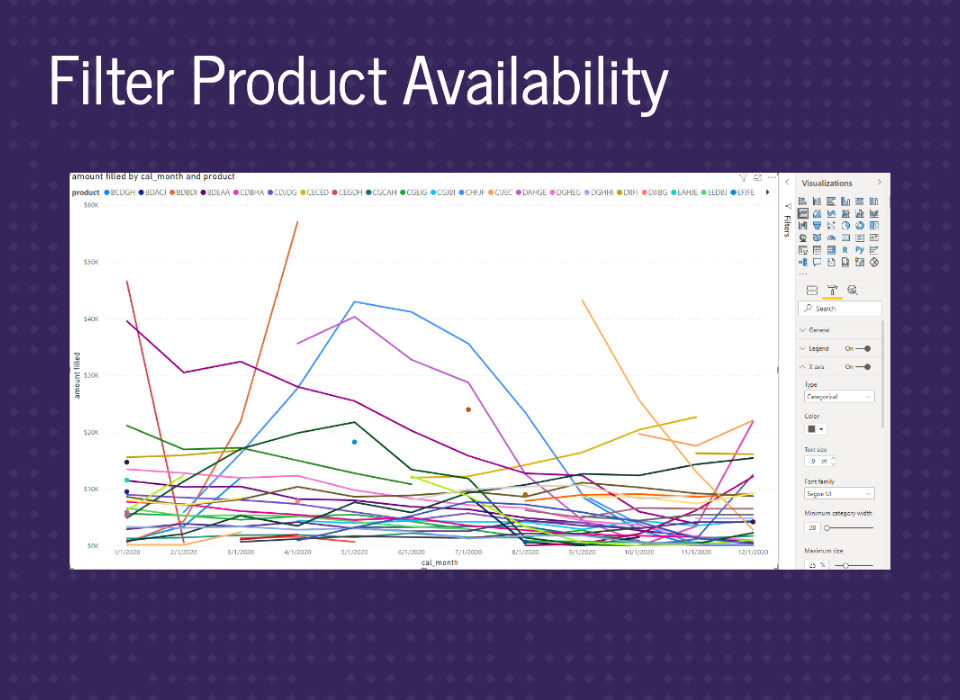 Filter Product Availability
amount filled by cal_month and product
product BCDGH BDACJ BDBDI BDEAA CDBHA CDJDG CECED CEGDH CGCAH CGEIG CGJBI CHFJF CIJEC DAHGE DGHEG DGHHI DIIFI DJIBG EAHJE EEDBJ EFJFE
$60K
$50K
$40K
$30K
$20K
$10K
$0K
amount filled
1/1/2020 2/1/2020 3/1/2020 4/1/2020 5/1/2020 6/1/2020 7/1/2020 8/1/2020 9/1/2020 10/1/2020 11/1/2020 12/1/2020
cal_month
Filters
Visualizations
R Py
Search
General
Legend On
X axis On
Type
Categorical
Color
Text size
9 pt
Font family
Segoe UI
Minimum category width
20
Maximum size
25 %